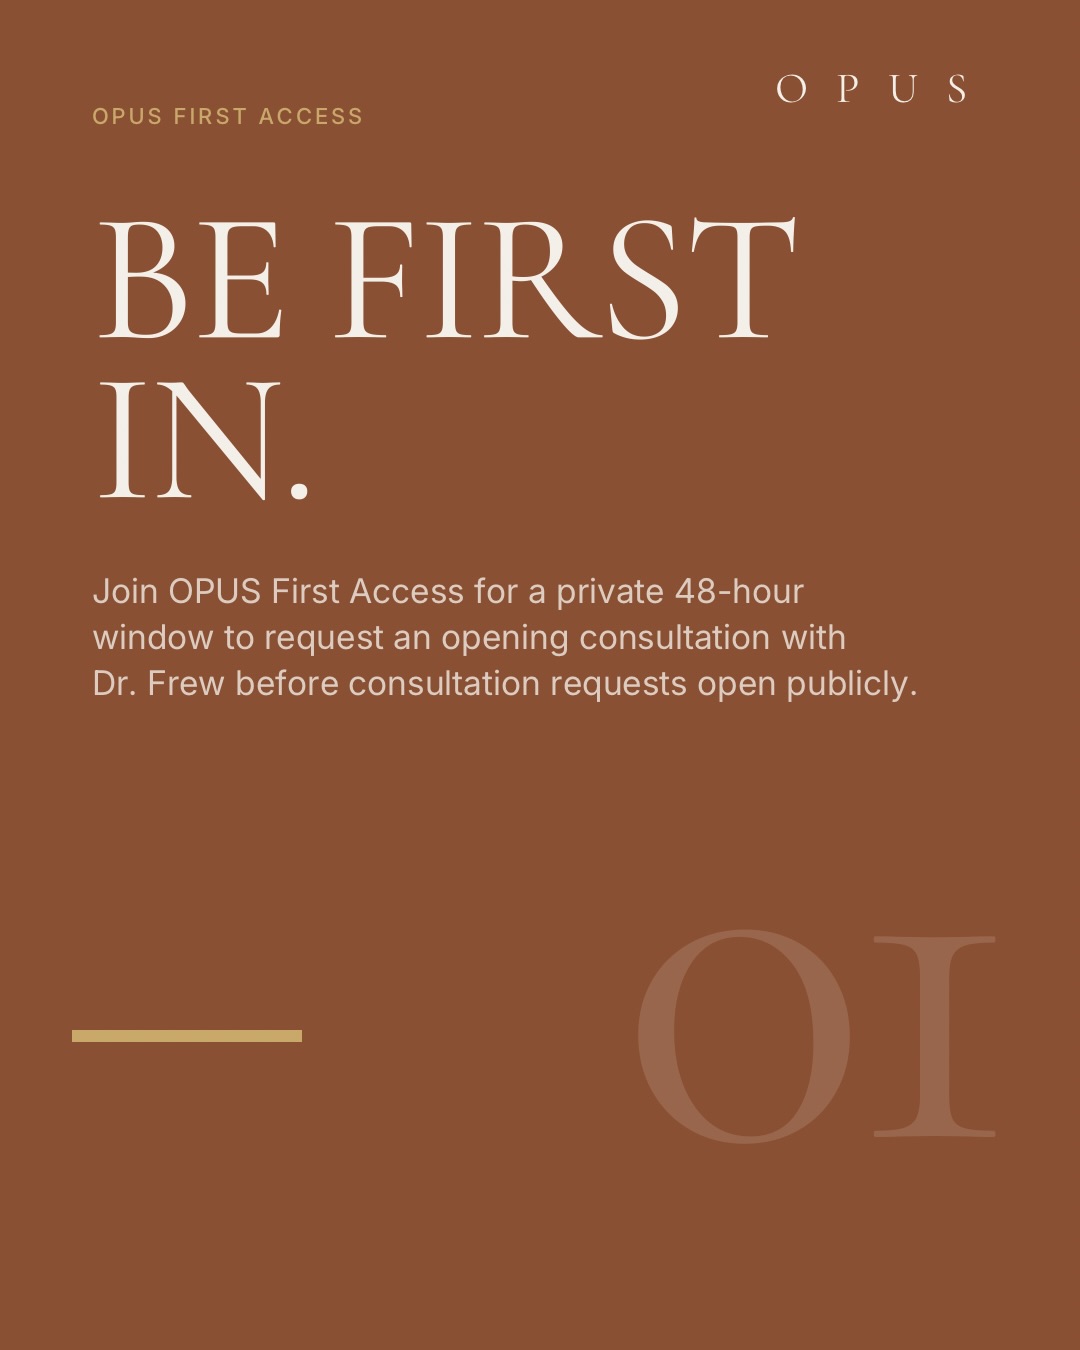 OPUS
OPUS FIRST ACCESS
BE FIRST
IN.
Join OPUS First Access for a private 48-hour
window to request an opening consultation with
Dr. Frew before consultation requests open publicly.
01